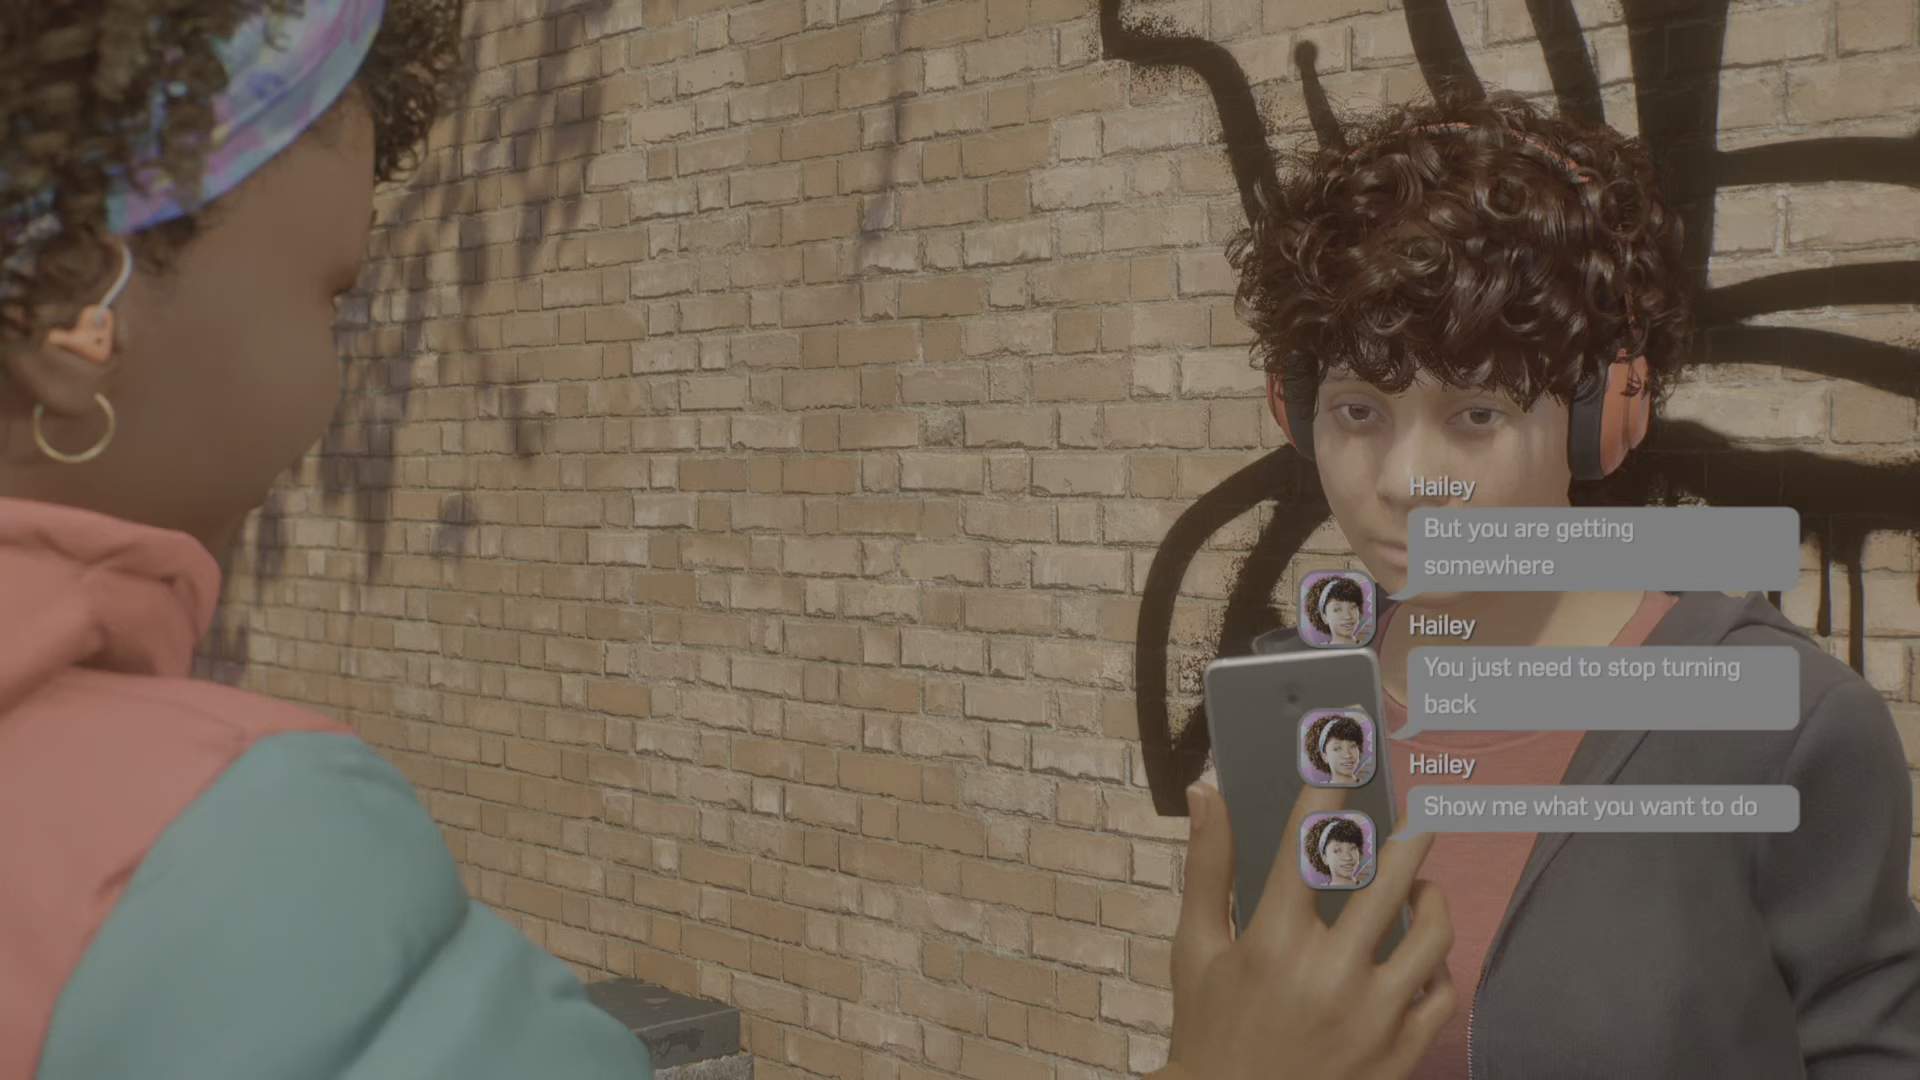 Hailey
But you are getting
somewhere
Hailey
You just need to stop turning
back
Hailey
Show me what you want to do